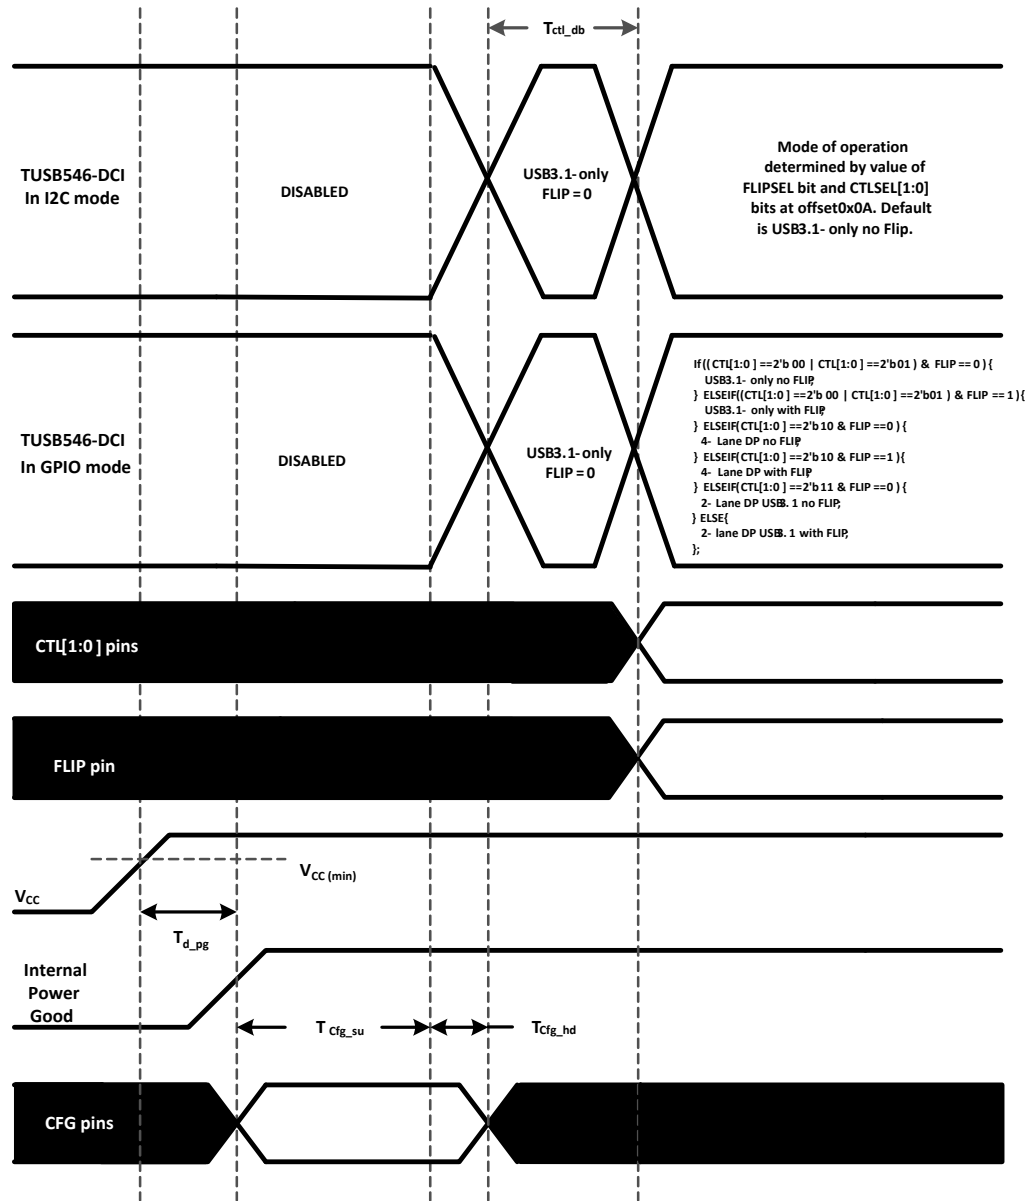 Tctl_db
TUSB546-DCI
In I2C mode
DISABLED
USB3.1- only
FLIP = 0
Mode of operation
determined by value of
FLIPSEL bit and CTLSEL[1:0]
bits at offset0x0A. Default
is USB3.1- only no Flip.
TUSB546-DCI
In GPIO mode
DISABLED
USB3.1- only
FLIP = 0
If(( CTL[1:0 ] ==2'b 00 | CTL[1:0 ] ==2'b01 ) & FLIP == 0 ) {
USB3.1- only no FLIP;
} ELSEIF((CTL[1:0 ] ==2'b 00 | CTL[1:0 ] ==2'b01 ) & FLIP == 1 ){
USB3.1- only with FLIP;
} ELSEIF(CTL[1:0 ] ==2'b 10 & FLIP ==0 ) {
4- Lane DP no FLIP;
} ELSEIF(CTL[1:0 ] ==2'b 10 & FLIP ==1 ){
4- Lane DP with FLIP;
} ELSEIF(CTL[1:0 ] ==2'b 11 & FLIP ==0 ) {
2- Lane DP USB3. 1 no FLIP;
} ELSE{
2- lane DP USB3. 1 with FLIP;
};
CTL[1:0 ] pins
FLIP pin
VCC (min)
VCC
Td_pg
Internal
Power
Good
T Cfg_su
TCfg_hd
CFG pins